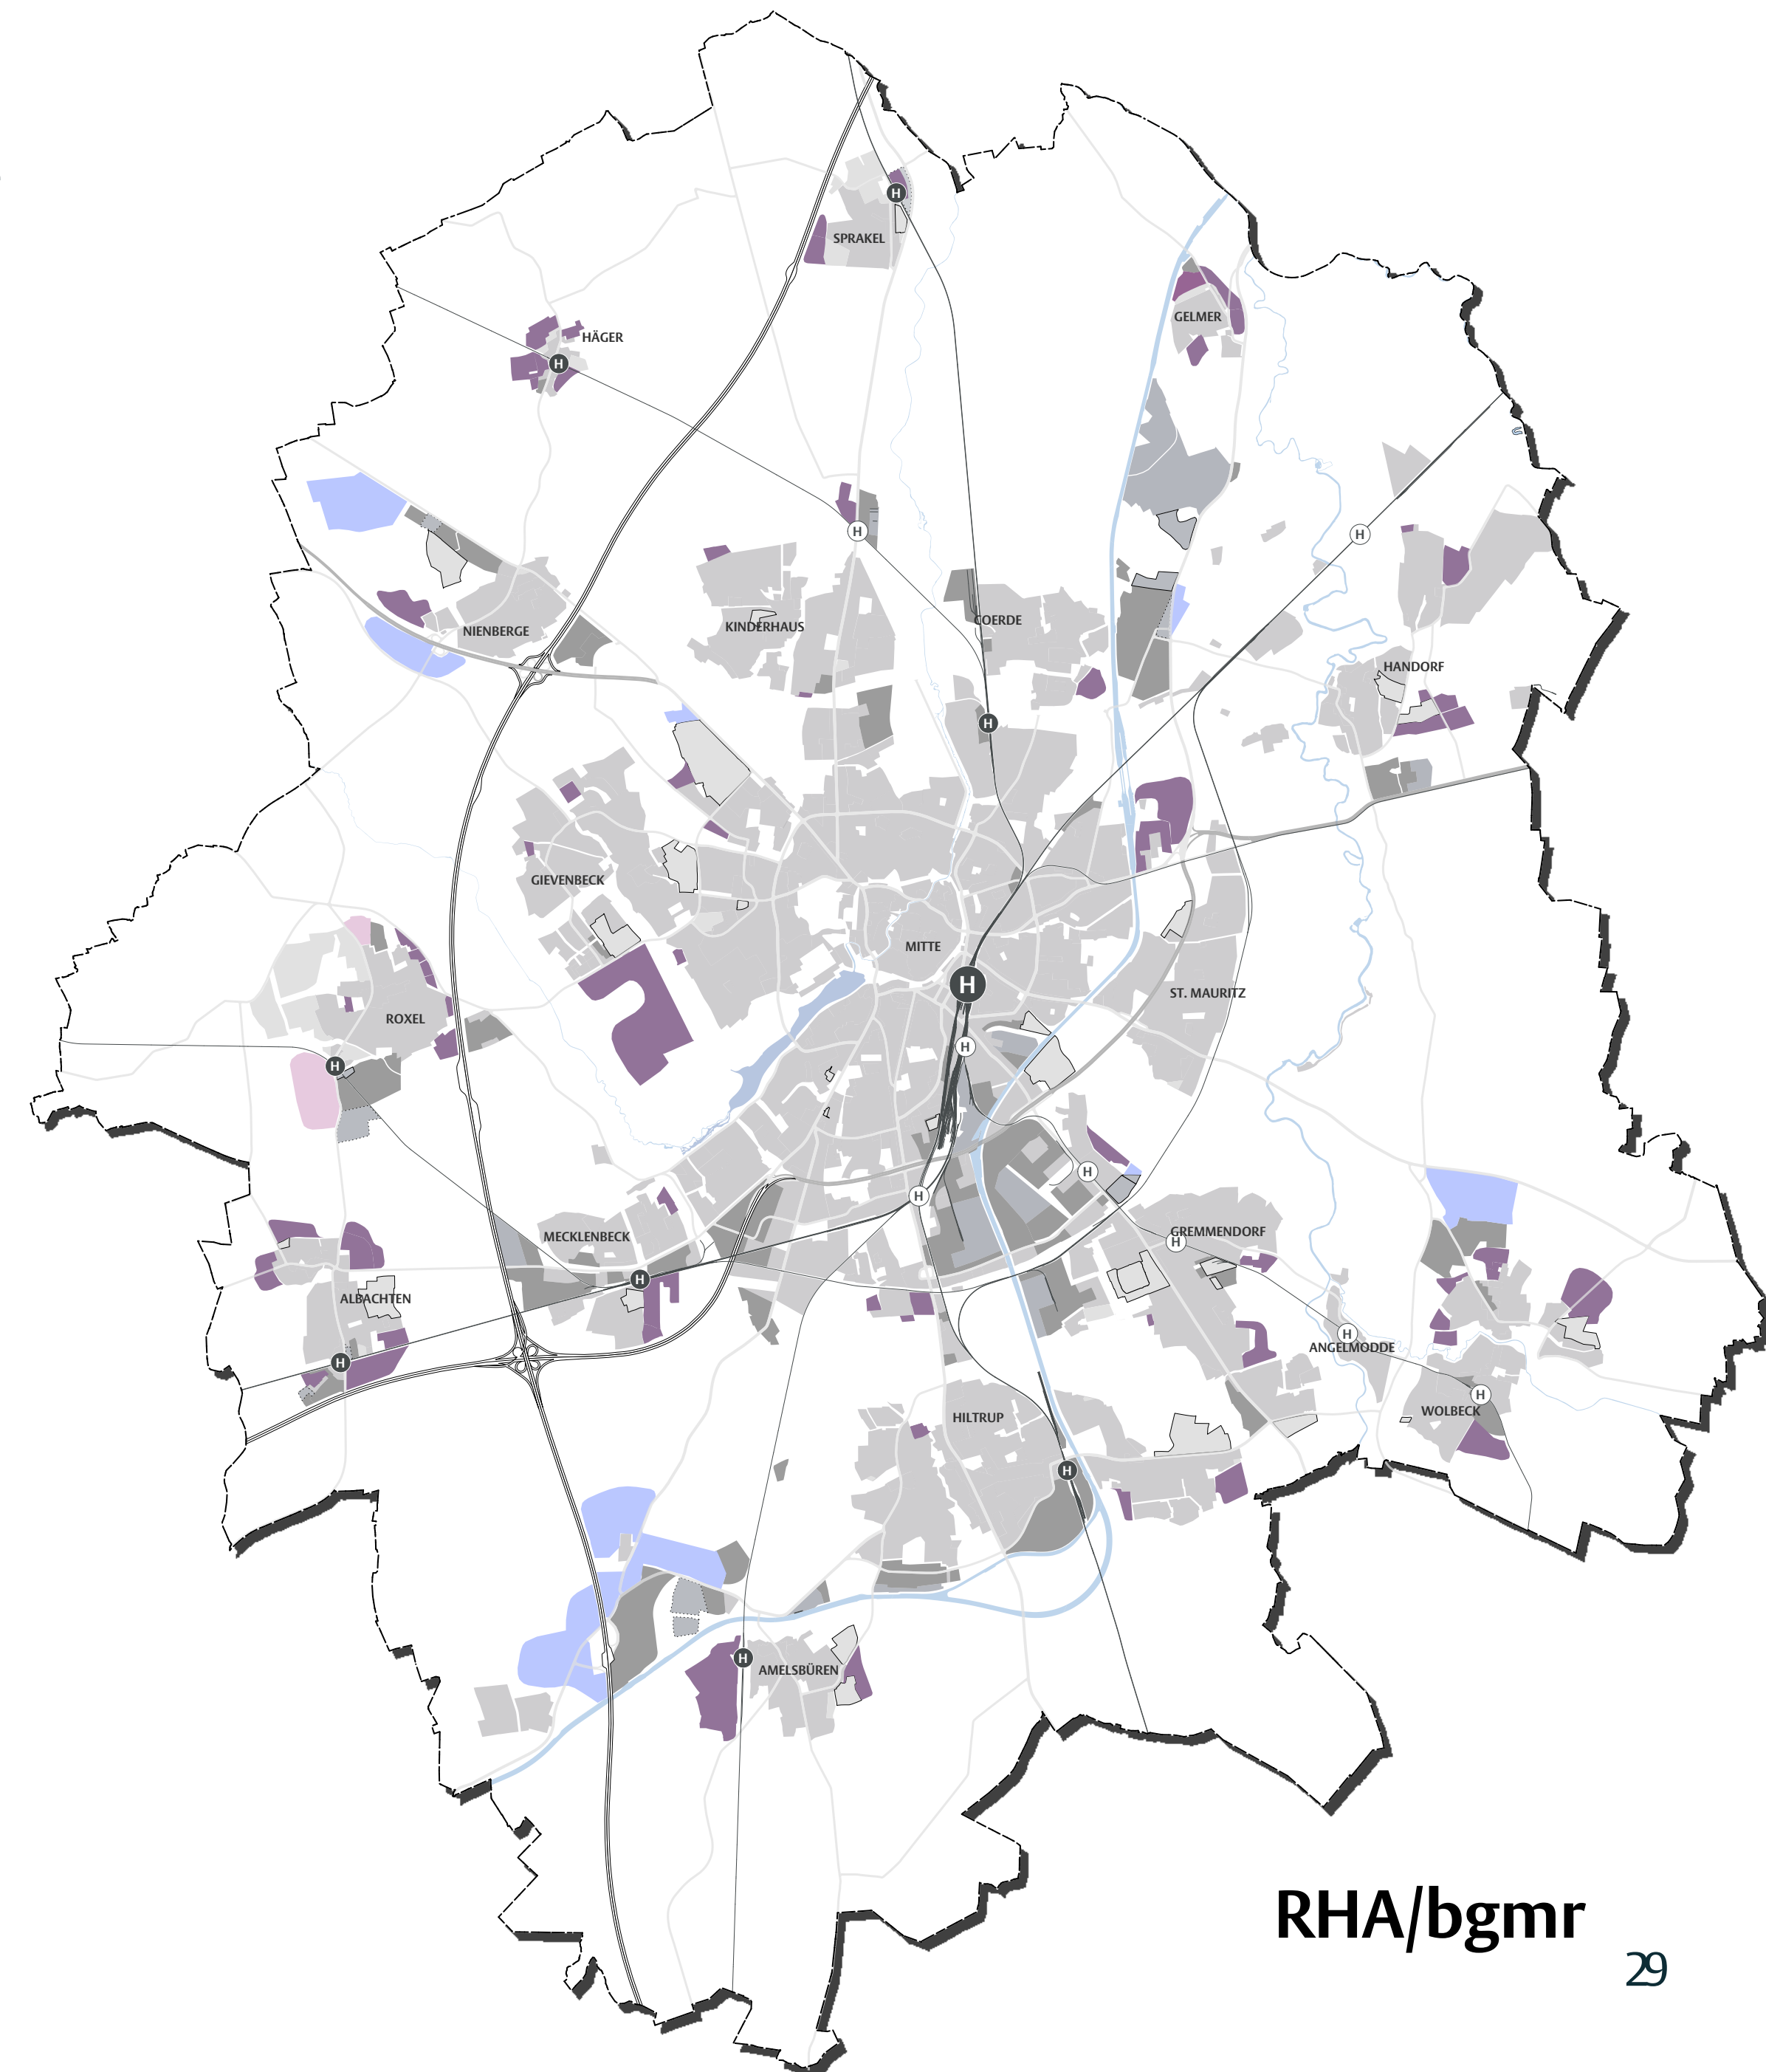 H
SPRAKEL
GELMER
HÄGER
H
H
H
NIENBERGE
KINDERHAUS
COERDE
HANDORF
H
GIEVENBECK
MITTE
H
ST. MAURITZ
ROXEL
H
H
H
H
GREMMENDORF
H
MECKLENBECK
H
ALBACHTEN
H
ANGELMODDE
H
H
WOLBECK
HILTRUP
H
H
AMELSBÜREN
RHA/bgmr
29